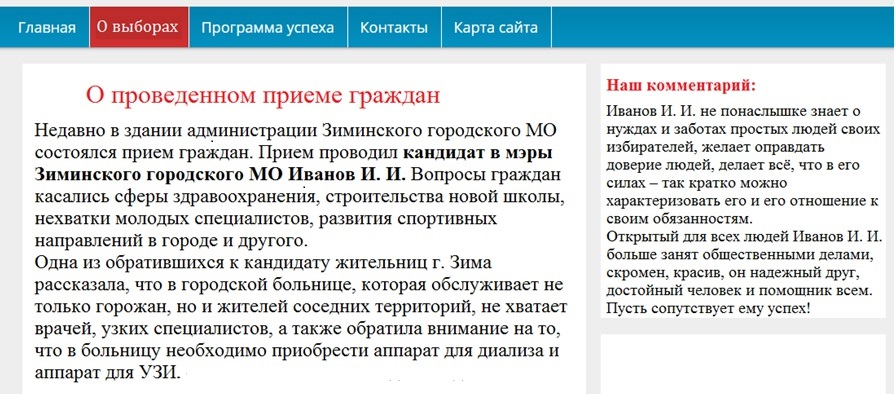 Главная О выборах Программа успеха Контакты Карта сайта
О проведенном приеме граждан
Недавно в здании администрации Зиминского городского МО
состоялся прием граждан. Прием проводил кандидат в мэры
Зиминского городского МО Иванов И. И. Вопросы граждан
касались сферы здравоохранения, строительства новой школы,
нехватки молодых специалистов, развития спортивных
направлений в городе и другого.
Одна из обратившихся к кандидату жительниц г. Зима
рассказала, что в городской больнице, которая обслуживает не
только горожан, но и жителей соседних территорий, не хватает
врачей, узких специалистов, а также обратила внимание на то,
что в больницу необходимо приобрести аппарат для диализа и
аппарат для УЗИ.
Наш комментарий:
Иванов И. И. не понаслышке знает о
нуждах и заботах простых людей своих
избирателей, желает оправдать
доверие людей, делает всё, что в его
силах – так кратко можно
характеризовать его и его отношение к
своим обязанностям.
Открытый для всех людей Иванов И. И.
больше занят общественными делами,
скромен, красив, он надежный друг,
достойный человек и помощник всем.
Пусть сопутствует ему успех!